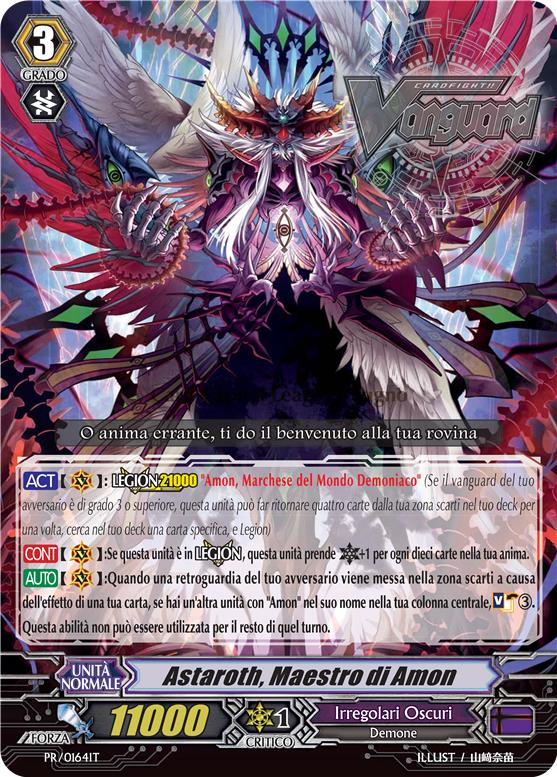 3
GRADO
CARDFIGHT!!
Vanguard
O anima errante, ti do il benvenuto alla tua rovina
ACT【 】: LEGION 21000 "Amon, Marchese del Mondo Demoniaco" (Se il vanguard del tuo
avversario è di grado 3 o superiore, questa unità può far ritornare quattro carte dalla tua zona scarti nel tuo deck per
una volta, cerca nel tuo deck una carta specifica, e Legion)
CONT【 】:Se questa unità è in LEGION, questa unità prende +1 per ogni dieci carte nella tua anima.
AUTO【 】:Quando una retroguardia del tuo avversario viene messa nella zona scarti a causa
dell'effetto di una tua carta, se hai un'altra unità con "Amon" nel suo nome nella tua colonna centrale, V 3.
Questa abilità non può essere utilizzata per il resto di quel turno.
UNITÀ
NORMALE
Astaroth, Maestro di Amon
FORZA
11000
1
CRITICO
Irregolari Oscuri
Demone
PR/0164IT
ILLUST / 山﨑奈苗